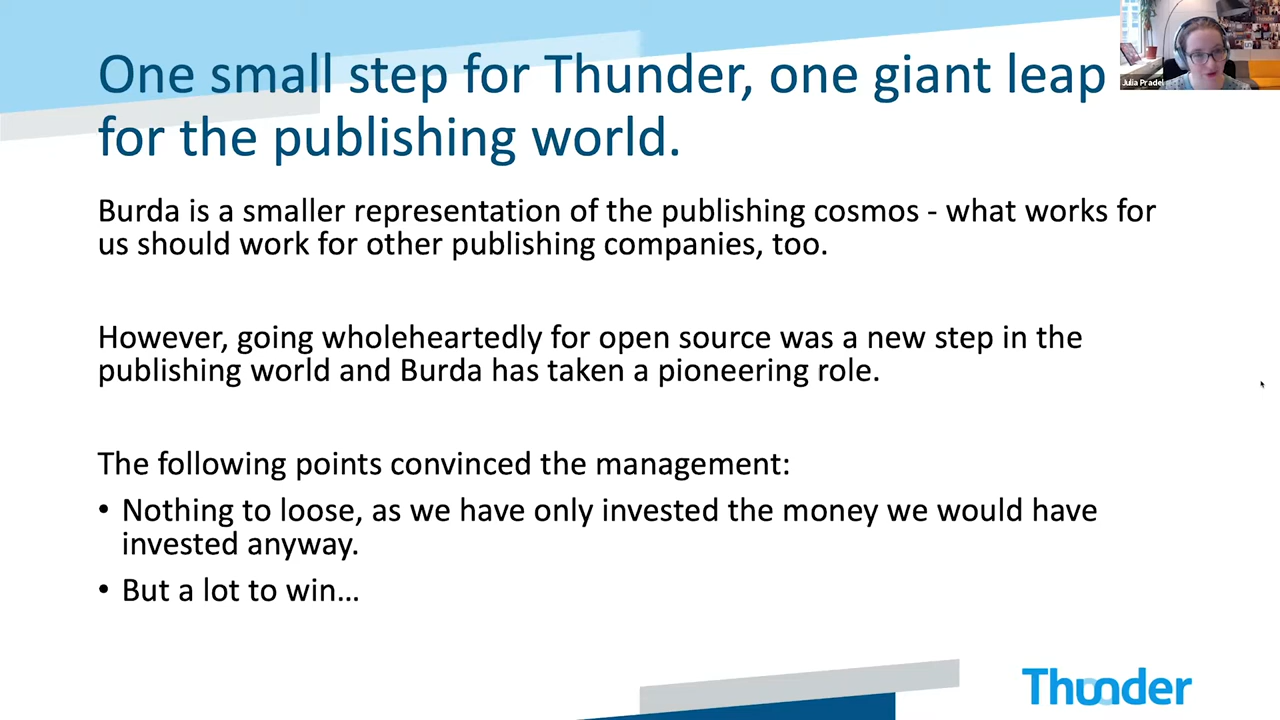 One small step for Thunder, one giant leap
for the publishing world.
Julia Pradel
Burda is a smaller representation of the publishing cosmos - what works for
us should work for other publishing companies, too.
However, going wholeheartedly for open source was a new step in the
publishing world and Burda has taken a pioneering role.
The following points convinced the management:
• Nothing to loose, as we have only invested the money we would have
invested anyway.
• But a lot to win…
Thunder